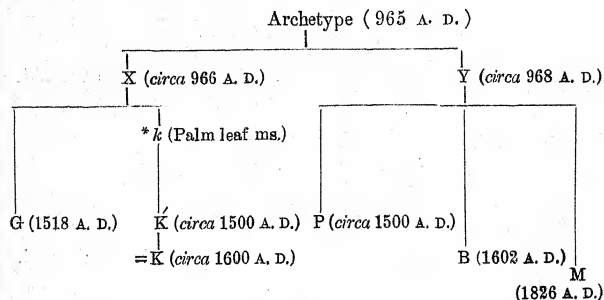 Archetype (965 A. D.)
X (circa 966 A. D.) Y (circa 968 A. D.)
*k (Palm leaf ms.)
G (1518 A. D.) K′ (circa 1500 A. D.) P (circa 1500 A. D.)
=K (circa 1600 A. D.) B (1602 A. D.)
M
(1826 A. D.)